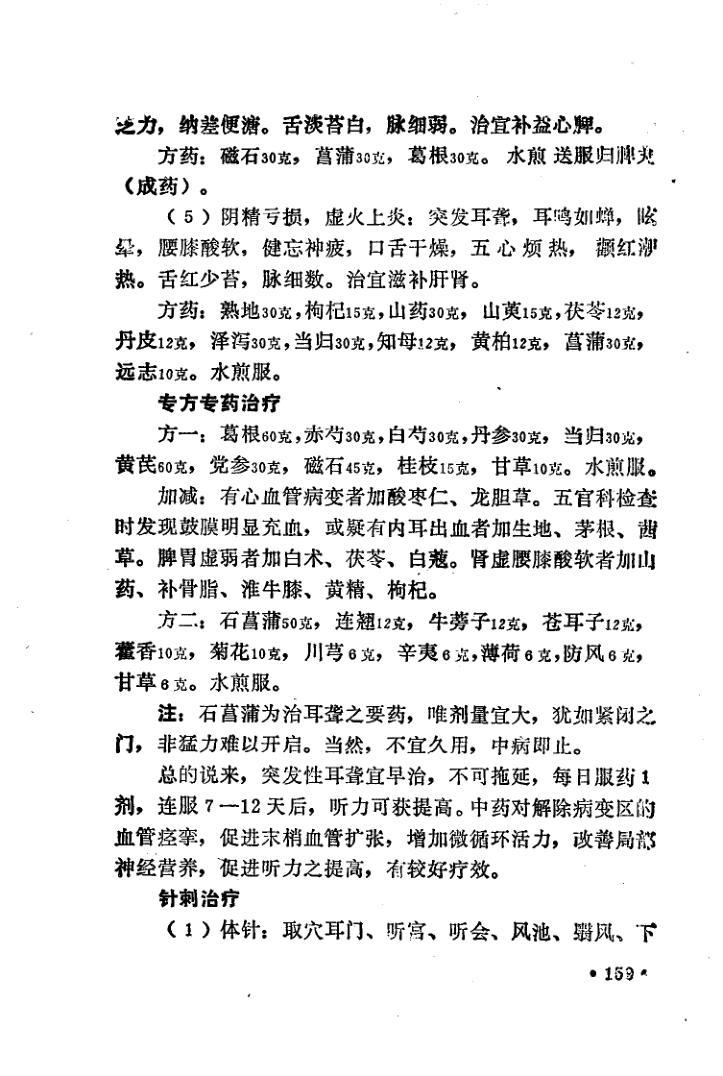 乏力，纳差便溏。舌淡苔白，脉细弱。治宜补益心脾。
方药：磁石30克，菖蒲30克，葛根30克。水煎送服归脾丸
（成药）。
（5）阴精亏损，虚火上炎：突发耳聋，耳鸣如蝉，眩
晕，腰膝酸软，健忘神疲，口舌干燥，五心烦热，颧红潮
热。舌红少苔，脉细数。治宜滋补肝肾。
方药：熟地30克，枸杞15克，山药30克，山萸15克，茯苓12克，
丹皮12克，泽泻30克，当归30克，知母12克，黄柏12克，菖蒲30克，
远志10克。水煎服。
专方专药治疗
方一：葛根60克，赤芍30克，白芍30克，丹参30克，当归30克，
黄芪60克，党参30克，磁石45克，桂枝15克，甘草10克。水煎服。
加减：有心血管病变者加酸枣仁、龙胆草。五官科检查
时发现鼓膜明显充血，或疑有内耳出血者加生地、茅根、茜
草。脾胃虚弱者加白术、茯苓、白蔻。肾虚腰膝酸软者加山
药、补骨脂、淮牛膝、黄精、枸杞。
方二：石菖蒲50克，连翘12克，牛蒡子12克，苍耳子12克，
藿香10克，菊花10克，川芎6克，辛夷6克，薄荷6克，防风6克，
甘草6克。水煎服。
注：石菖蒲为治耳聋之要药，唯剂量宜大，犹如紧闭之
门，非猛力难以开启。当然，不宜久用，中病即止。
总的说来，突发性耳聋宜早治，不可拖延，每日服药1
剂，连服7—12天后，听力可获提高。中药对解除病变区的
血管痉挛，促进末梢血管扩张，增加微循环活力，改善局部
神经营养，促进听力之提高，有较好疗效。
针刺治疗
（1）体针：取穴耳门、听宫、听会、风池、翳风、下
•159•